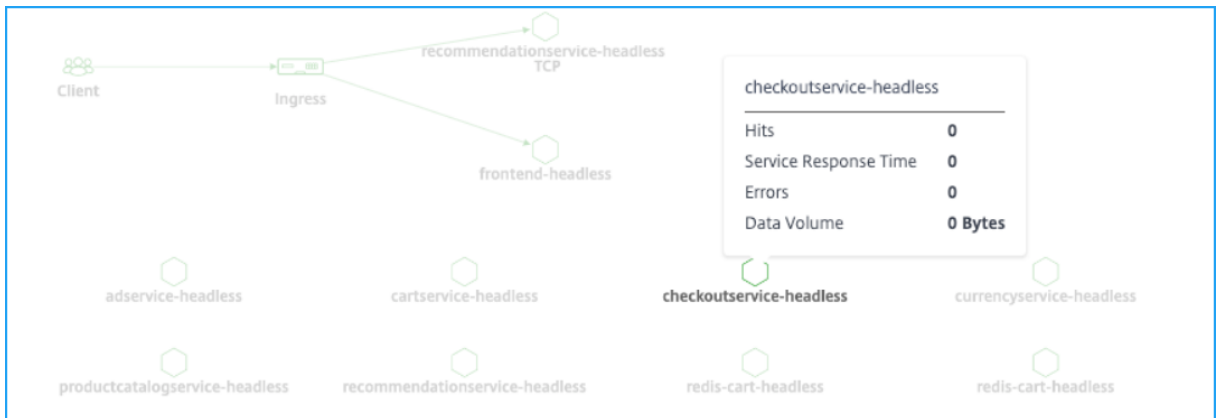 recommendationservice-headless
TCP
Client
Ingress
frontend-headless
checkoutservice-headless
Hits 0
Service Response Time 0
Errors 0
Data Volume 0 Bytes
adservice-headless
cartservice-headless
checkoutservice-headless
currencyservice-headless
productcatalogservice-headless
recommendationservice-headless
redis-cart-headless
redis-cart-headless